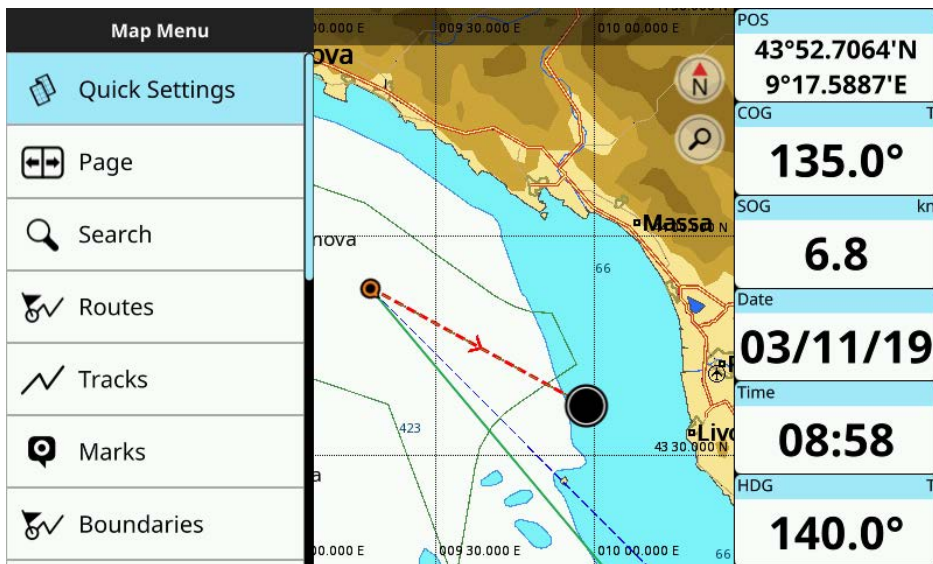 Map Menu
Quick Settings
Page
Search
Routes
Tracks
Marks
Boundaries
00.000 E
009 30.000 E
010 00.000 E
ova
Massa
N
nova
66
423
Livo
43 30.000 N
a
00.000 E
009 30.000 E
010 00.000 E
66
N
POS
43°52.7064'N
9°17.5887'E
COG T
135.0°
SOG kn
6.8
Date
03/11/19
Time
08:58
HDG T
140.0°